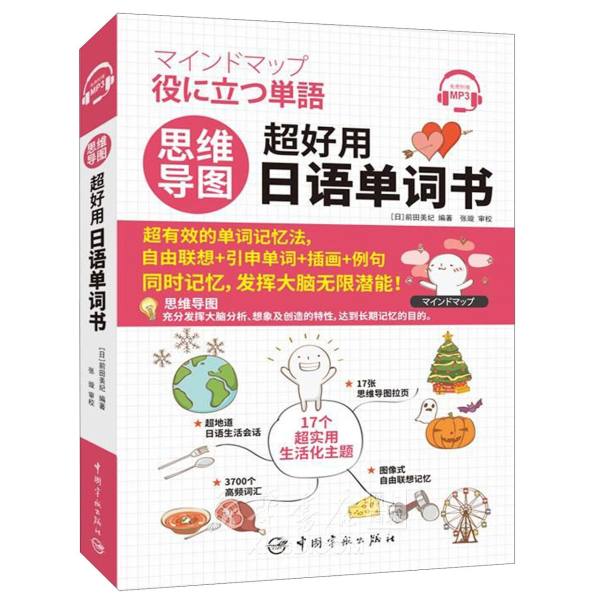 マインドマップ
役に立つ単語
免费附赠
MP3
思维
导图
超好用
日语单词书
[日]前田美纪 编著 张璇 审校
超有效的单词记忆法，
自由联想+引申单词+插画+例句
同时记忆，发挥大脑无限潜能！
マインドマップ
思维导图
充分发挥大脑分析、想象及创造的特性，达到长期记忆的目的。
17张
思维导图拉页
超地道
日语生活会话
17个
超实用
生活化主题
3700个
高频词汇
图像式
自由联想记忆
中国宇航出版社
MP3
思维
导图
超好用
日语单词书
[日]前田美纪 编著
张璇 审校
中国宇航出版社